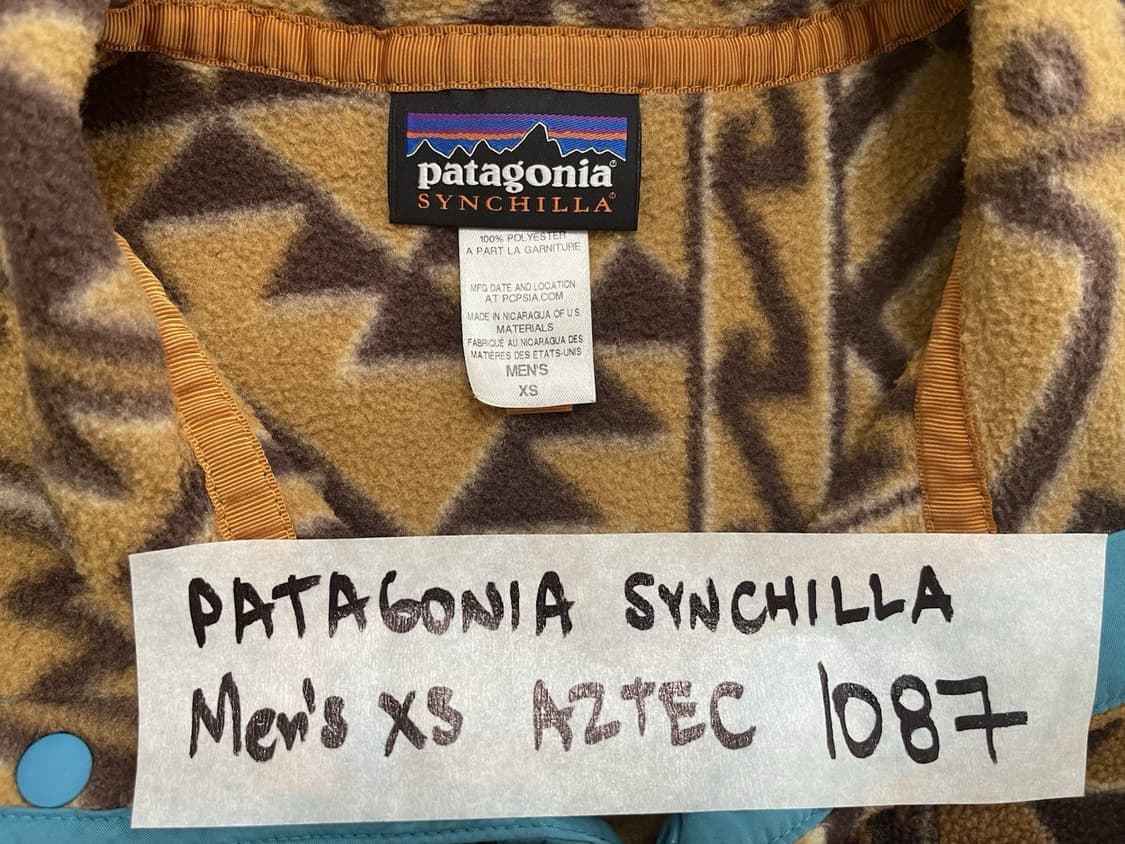 patagonia®
SYNCHILLA®
100% POLYESTER
A PART LA GARNITURE
MFG DATE AND LOCATION
AT PCPSIA.COM
MADE IN NICARAGUA OF U.S.
MATERIALS
FABRIQUÉ AU NICARAGUA DES
MATIÈRES DES ETATS-UNIS
MEN'S
XS
PATAGONIA SYNCHILLA
Men's XS AZTEC 1087